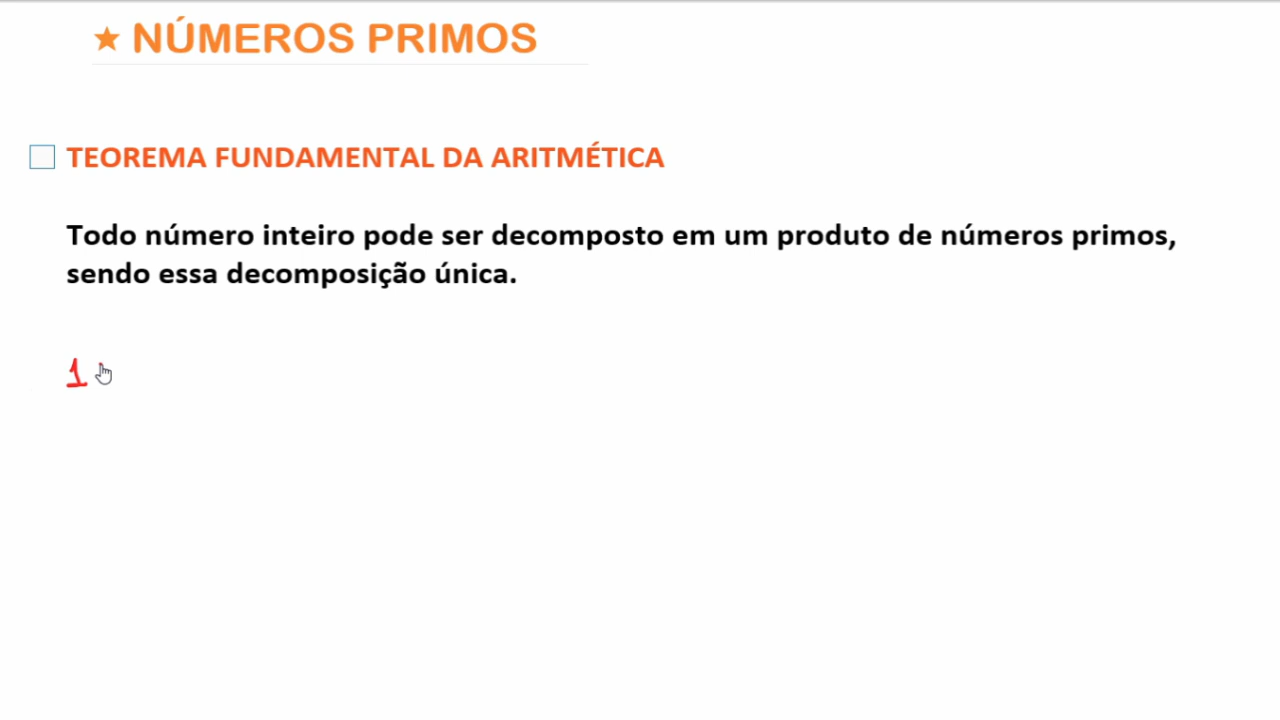 NÚMEROS PRIMOS
TEOREMA FUNDAMENTAL DA ARITMÉTICA
Todo número inteiro pode ser decomposto em um produto de números primos,
sendo essa decomposição única.
1